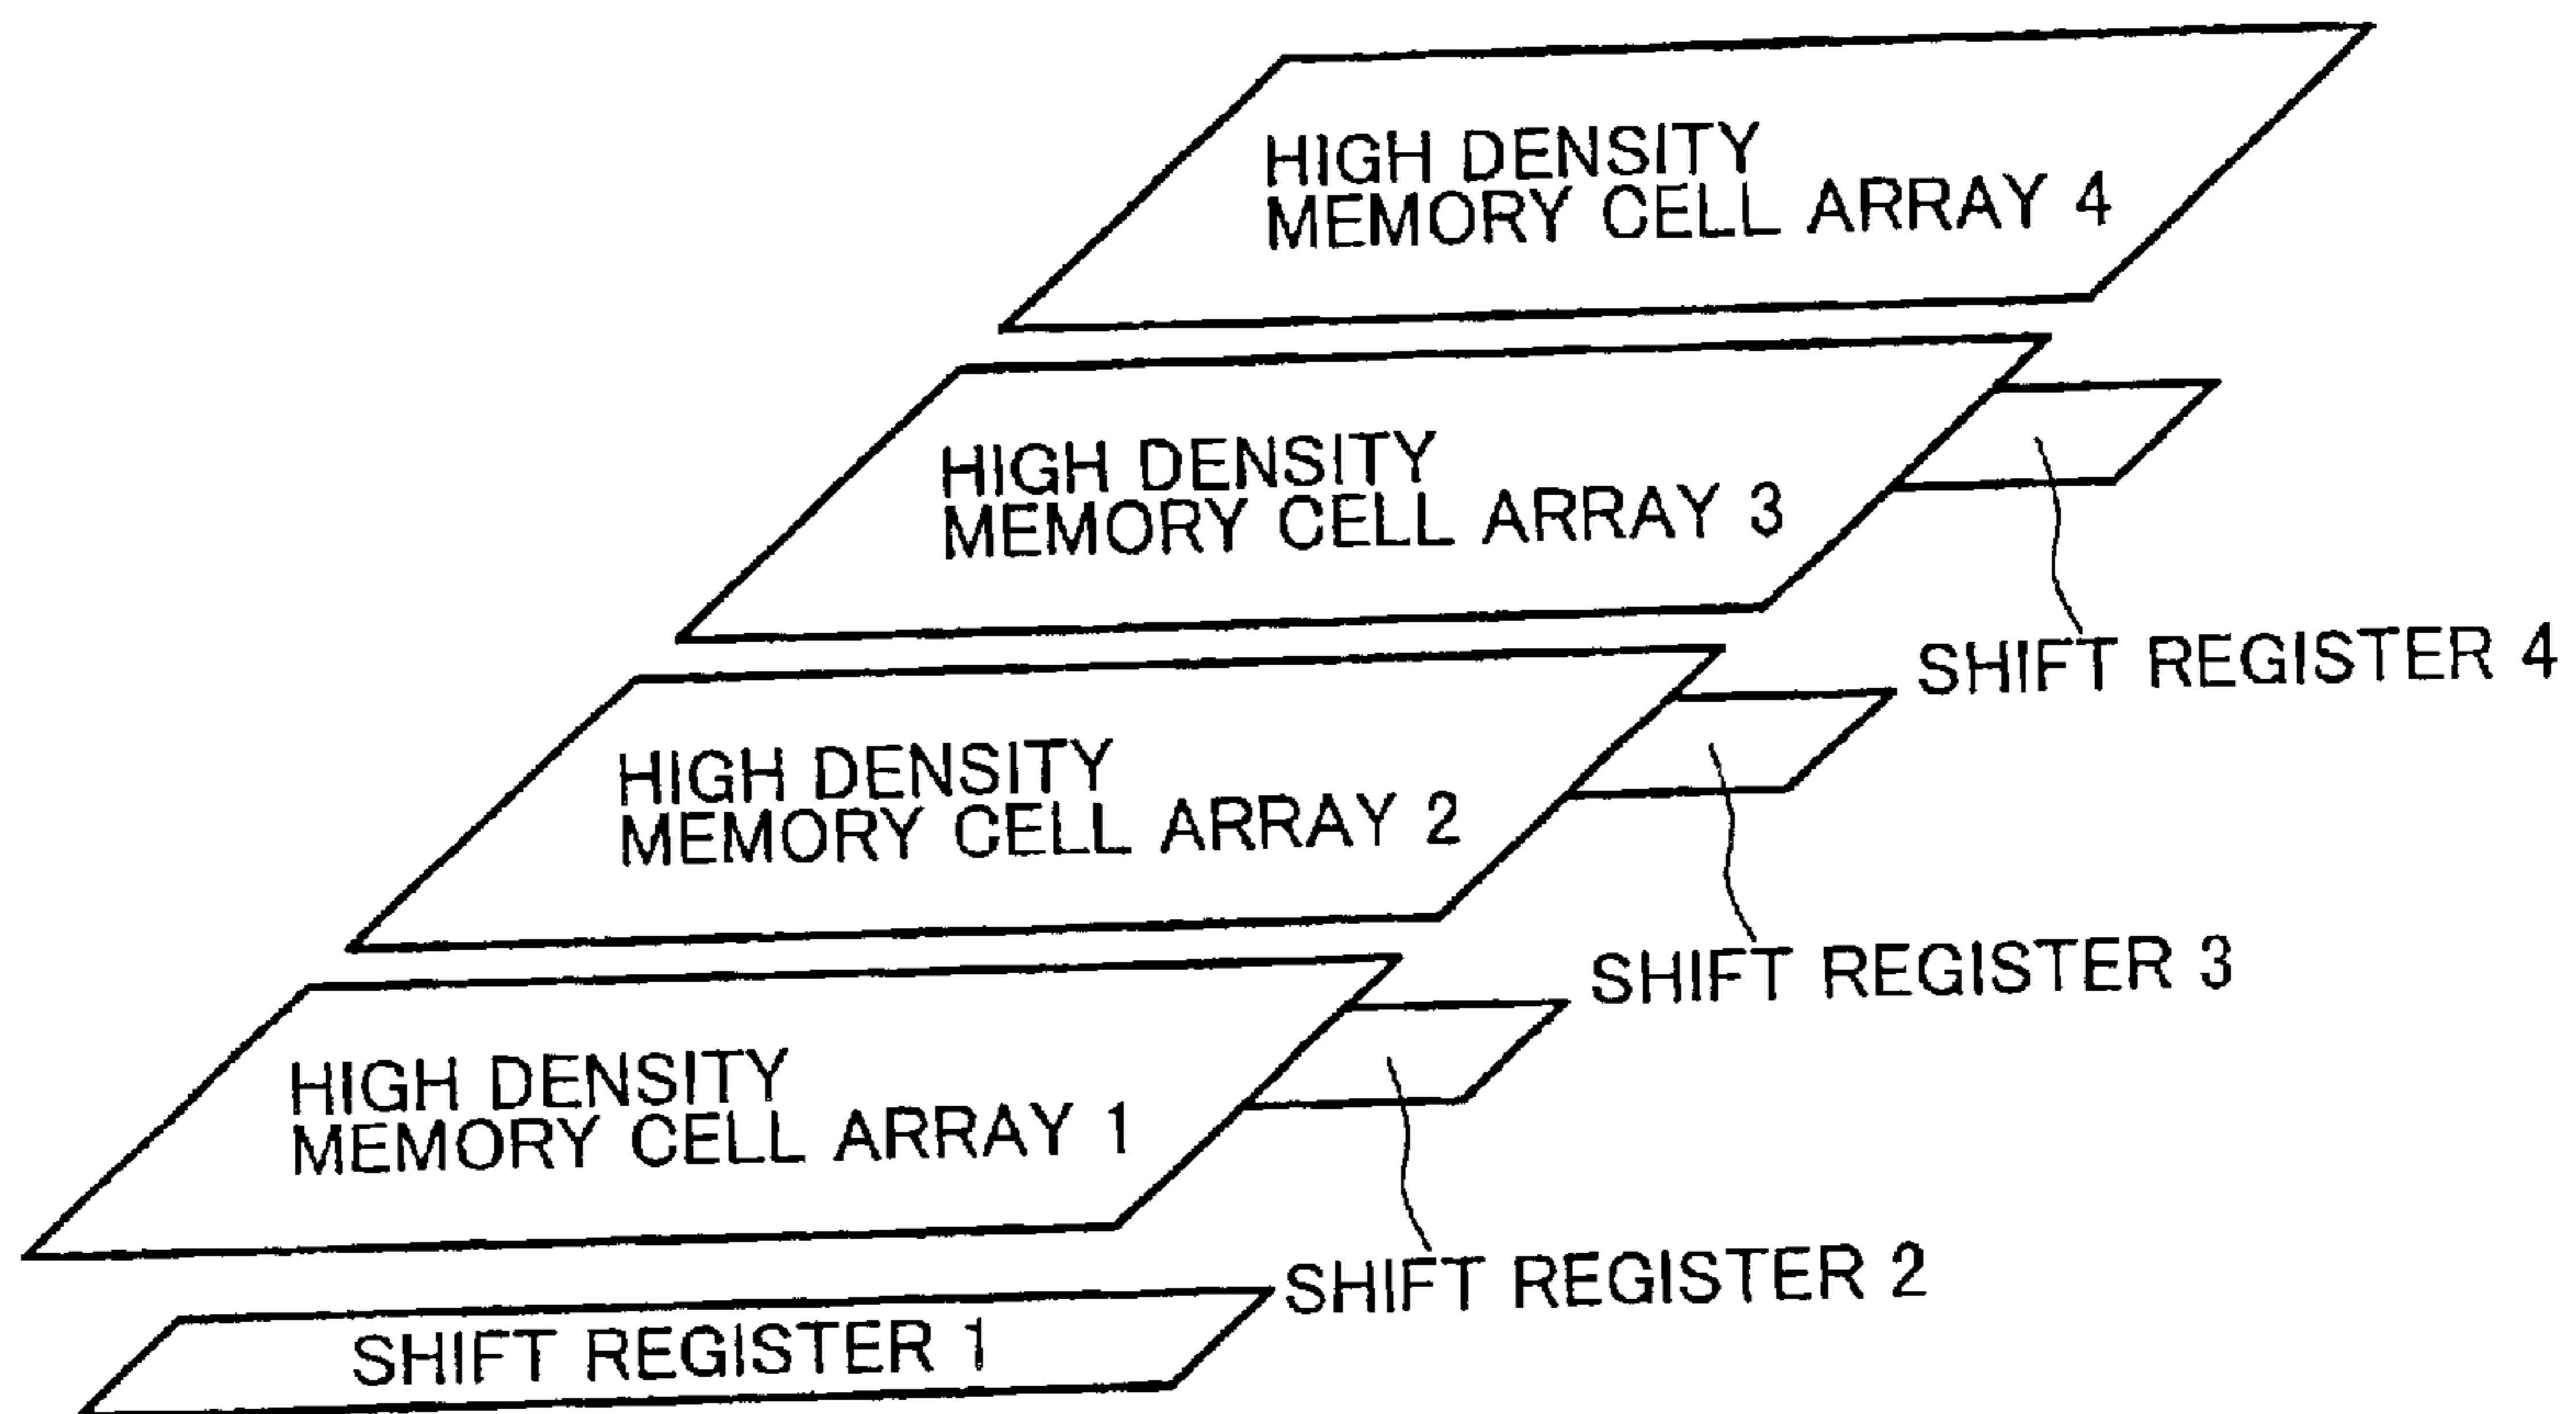 HIGH DENSITY
MEMORY CELL ARRAY 4
HIGH DENSITY
MEMORY CELL ARRAY 3
SHIFT REGISTER 4
HIGH DENSITY
MEMORY CELL ARRAY 2
SHIFT REGISTER 3
HIGH DENSITY
MEMORY CELL ARRAY 1
SHIFT REGISTER 2
SHIFT REGISTER 1